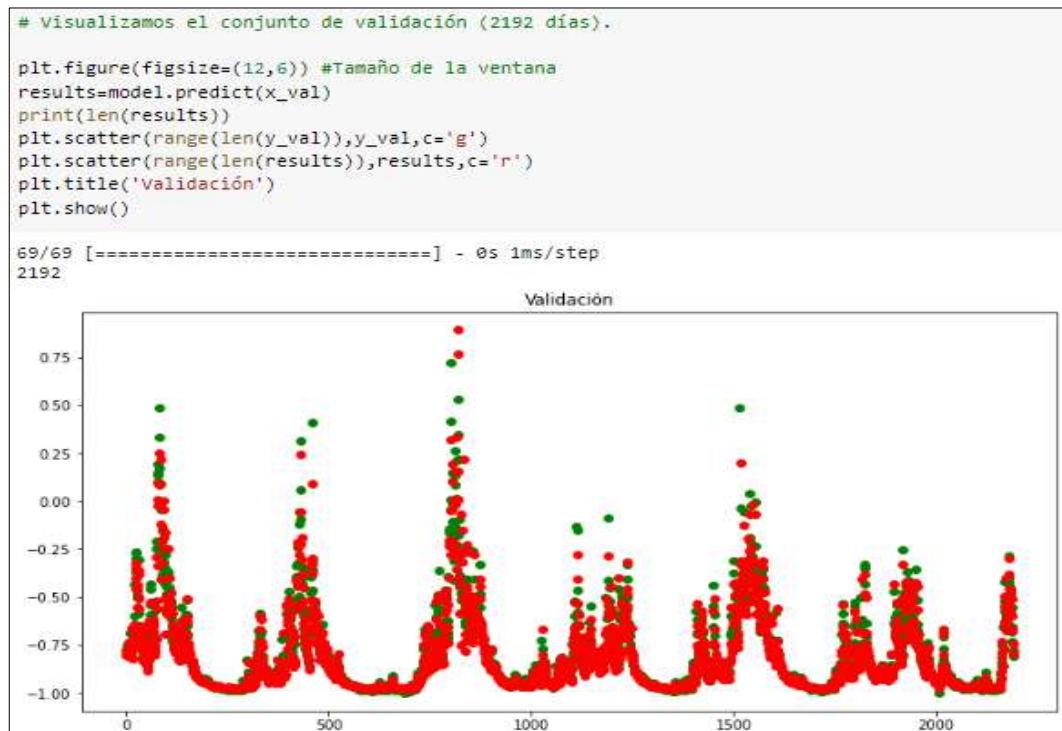 # Visualizamos el conjunto de validación (2192 días).
plt.figure(figsize=(12,6)) #Tamaño de la ventana
results=model.predict(x_val)
print(len(results))
plt.scatter(range(len(y_val)),y_val,c='g')
plt.scatter(range(len(results)),results,c='r')
plt.title('Validación')
plt.show()
69/69 [==============================] - 0s 1ms/step
2192
Validación
0.75
0.50
0.25
0.00
−0.25
−0.50
−0.75
−1.00
0 500 1000 1500 2000